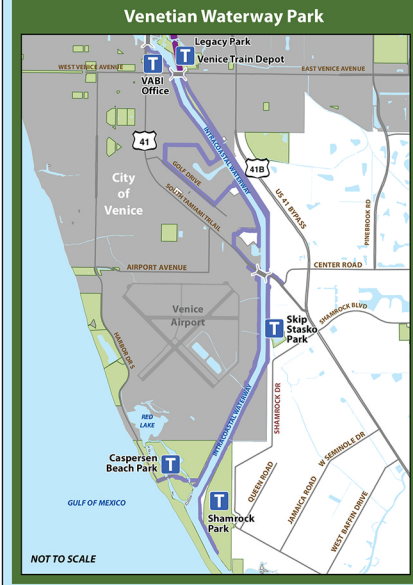 Venetian Waterway Park
Legacy Park
T
Venice Train Depot
WEST VENICE AVENUE
T
EAST VENICE AVENUE
VABI
Office
INTRACOASTAL WATERWAY
41
41B
GOLF DRIVE
City
of
Venice
SOUTH TAMIAMI TRLAIL
US 41 BYPASS
PINEBROOK RD
AIRPORT AVENUE
CENTER ROAD
Venice
Airport
SHAMROCK BLVD
T
Skip
Stasko
Park
HARBOR DR S
INTRACOASTAL WATERWAY
SHAMROCK DR
RED
LAKE
W SEMINOLE DR
Caspersen
Beach Park
T
QUEEN ROAD
JAMAICA ROAD
WEST BAFFIN DRIVE
GULF OF MEXICO
T
Shamrock
Park
NOT TO SCALE